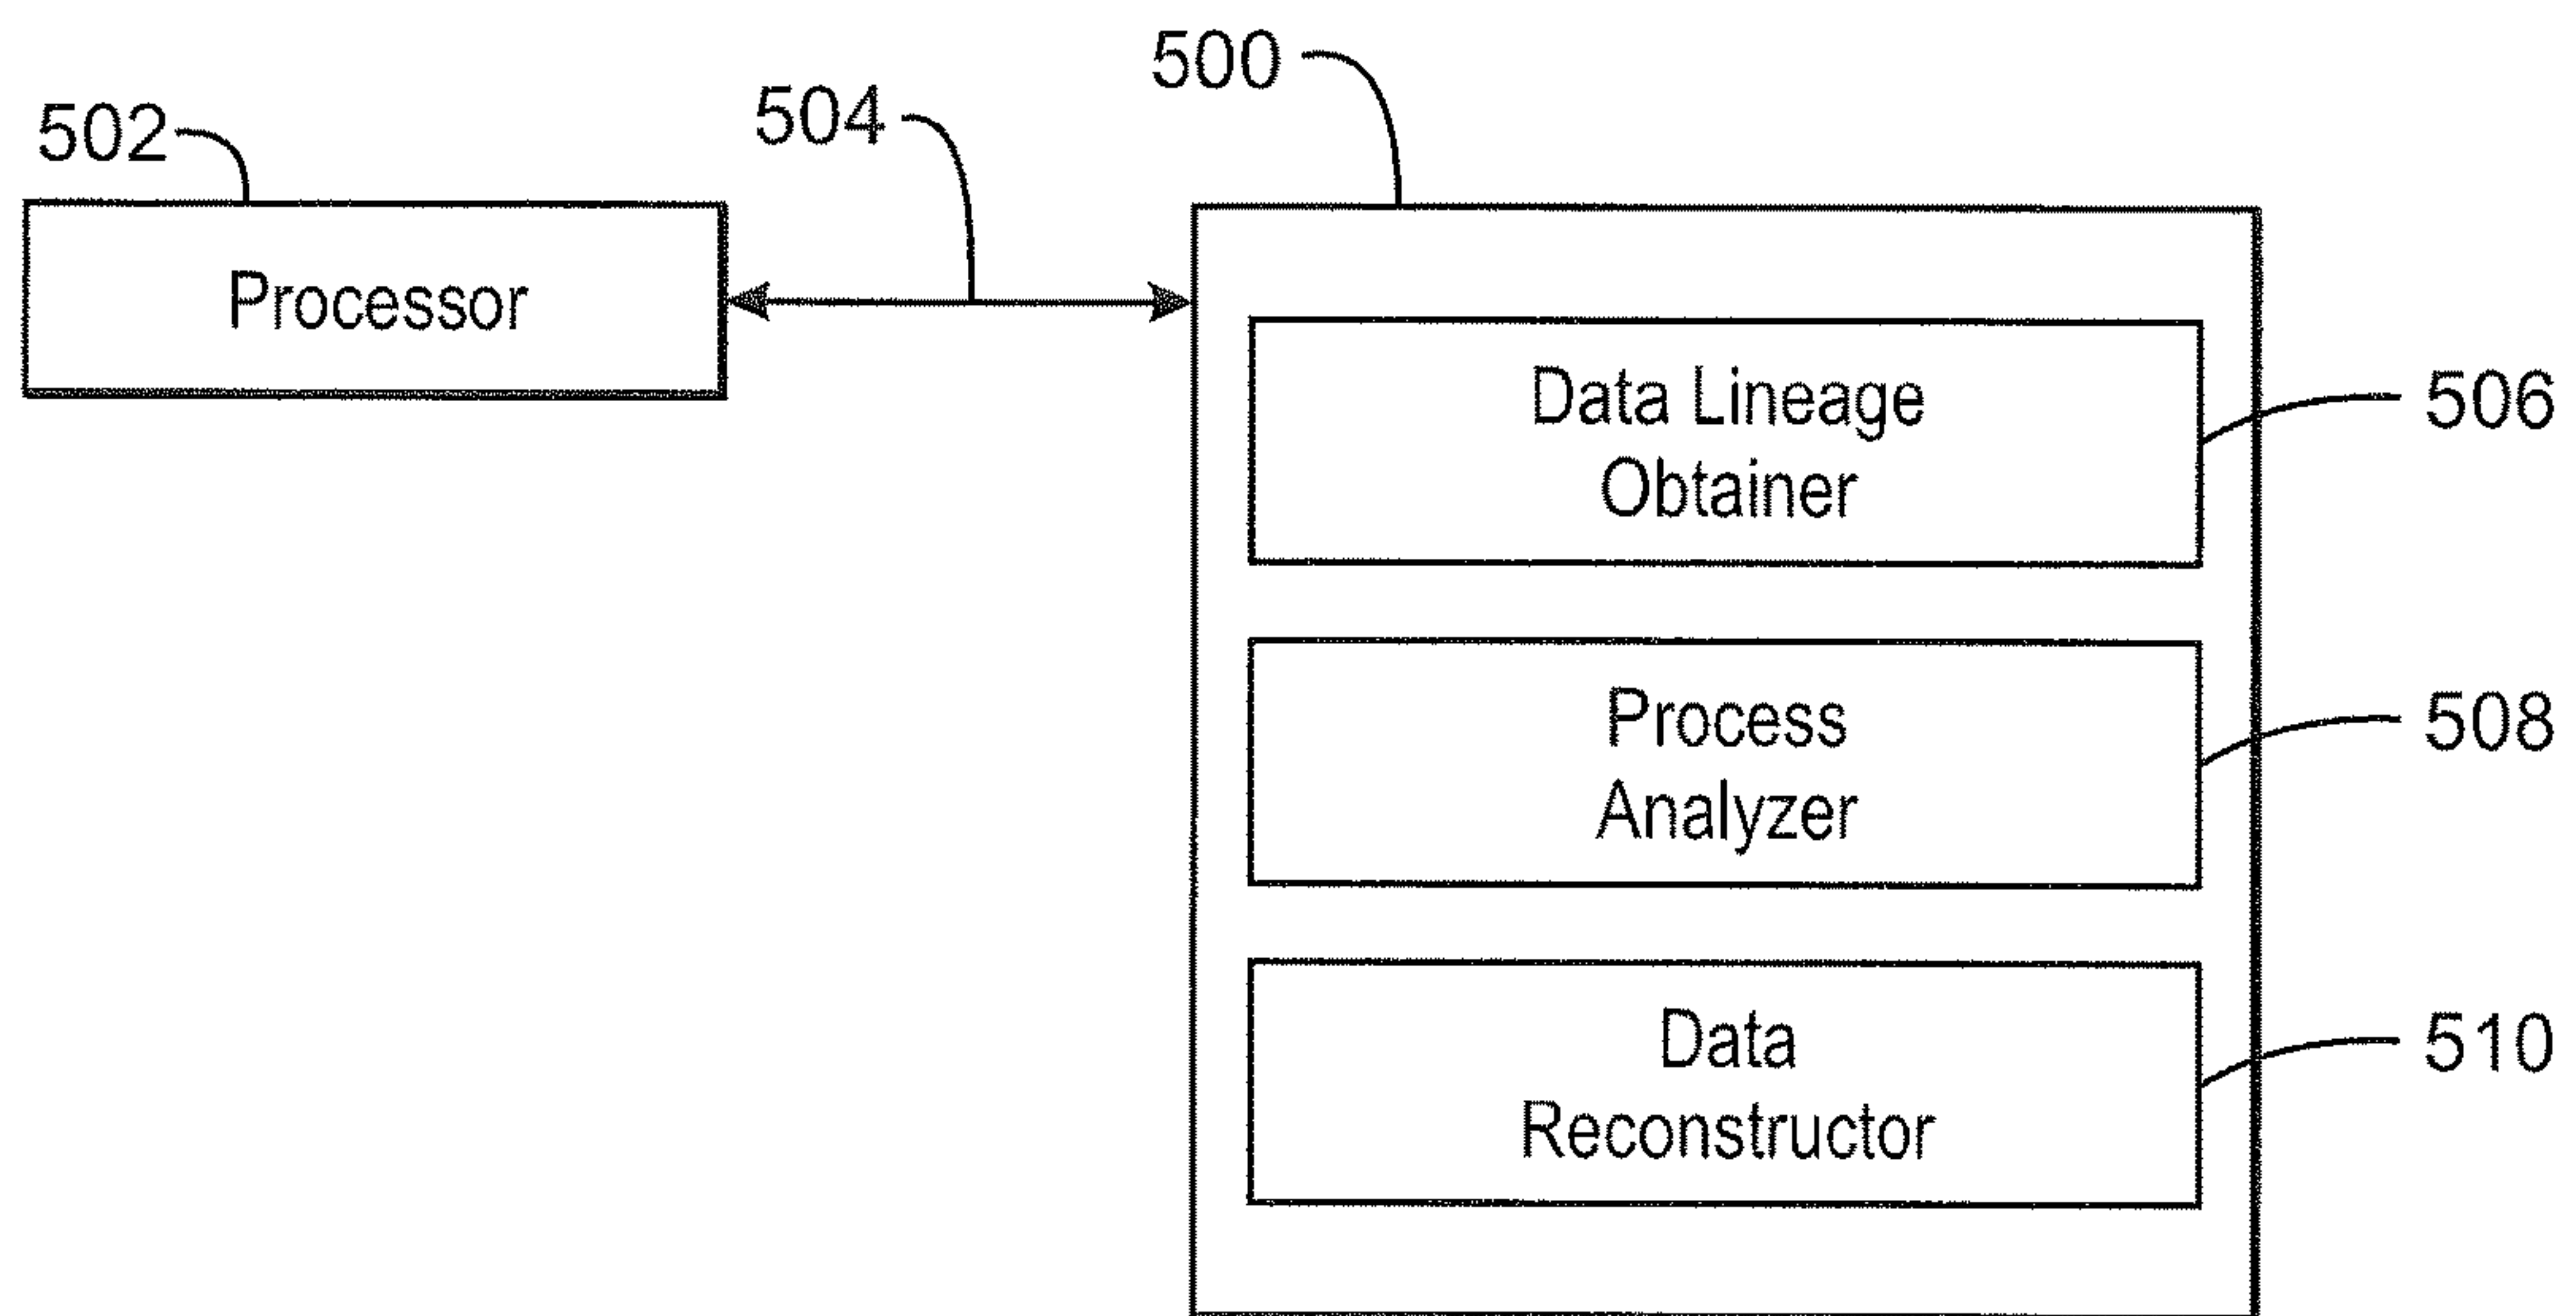 500
504
502
Processor
Data Lineage
Obtainer
506
Process
Analyzer
508
Data
Reconstructor
510